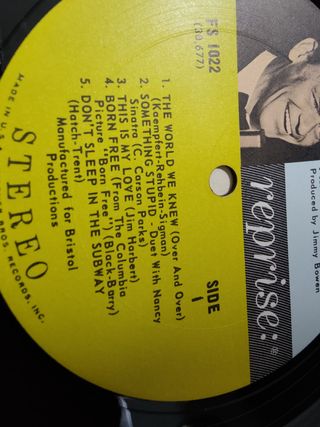 FS 1022
(30,677)
Produced by Jimmy Bowen
reprise:®
SIDE
1
1. THE WORLD WE KNEW (Over And Over)
(Kaempfert-Rehbein-Sigman)
2. SOMETHING STUPID - Duet With Nancy
Sinatra (C. Carson Parks)
3. THIS IS MY LOVE (Jim Harbert)
4. BORN FREE (From The Columbia
Picture "Born Free") (Black-Barry)
5. DON'T SLEEP IN THE SUBWAY
(Hatch-Trent)
Manufactured for Bristol
Productions
STEREO
MADE IN U.S.A.
BROS. RECORDS, INC.